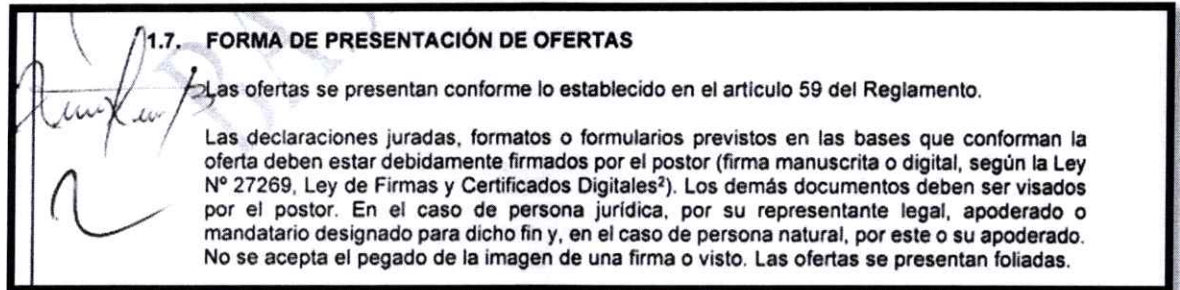 1.7. FORMA DE PRESENTACIÓN DE OFERTAS
Las ofertas se presentan conforme lo establecido en el articulo 59 del Reglamento.
Las declaraciones juradas, formatos o formularios previstos en las bases que conforman la
oferta deben estar debidamente firmados por el postor (firma manuscrita o digital, según la Ley
Nº 27269, Ley de Firmas y Certificados Digitales²). Los demás documentos deben ser visados
por el postor. En el caso de persona jurídica, por su representante legal, apoderado o
mandatario designado para dicho fin y, en el caso de persona natural, por este o su apoderado.
No se acepta el pegado de la imagen de una firma o visto. Las ofertas se presentan foliadas.